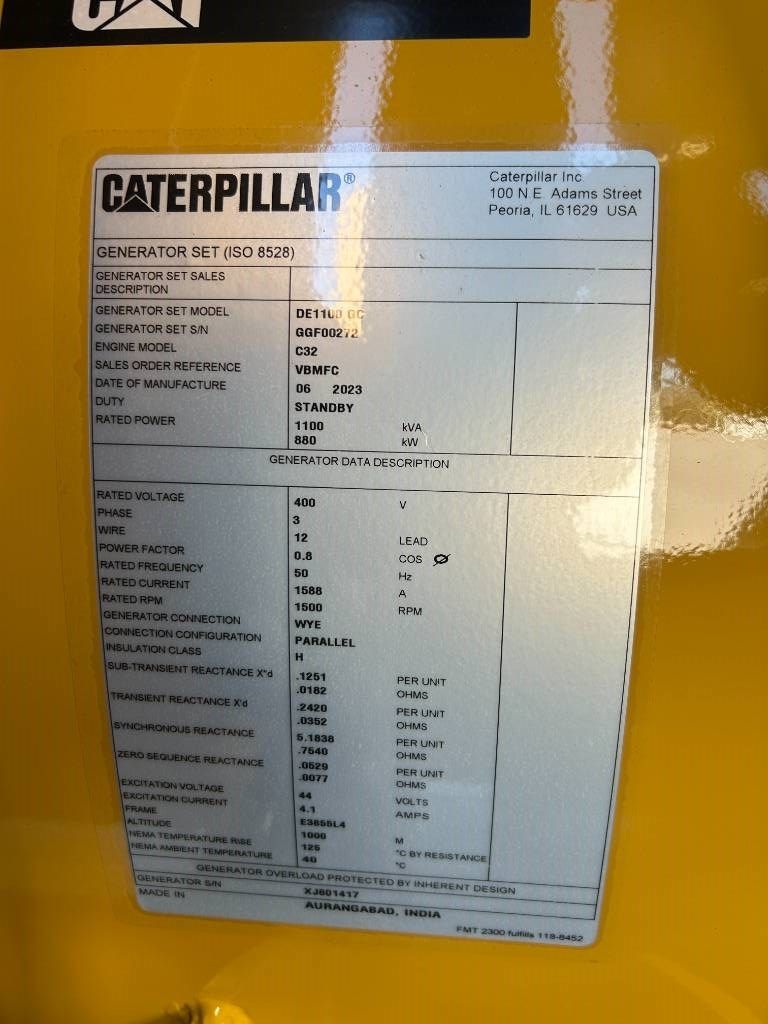 CAT
CATERPILLAR®
Caterpillar Inc.
100 N.E. Adams Street
Peoria, IL 61629 USA
GENERATOR SET (ISO 8528)
GENERATOR SET SALES
DESCRIPTION
GENERATOR SET MODEL DE1100 GC
GENERATOR SET S/N GGF00272
ENGINE MODEL C32
SALES ORDER REFERENCE VBMFC
DATE OF MANUFACTURE 06 2023
DUTY STANDBY
RATED POWER 1100 kVA
880 kW
GENERATOR DATA DESCRIPTION
RATED VOLTAGE 400 V
PHASE 3
WIRE 12 LEAD
POWER FACTOR 0.8 COS Ø
RATED FREQUENCY 50 Hz
RATED CURRENT 1588 A
RATED RPM 1500 RPM
GENERATOR CONNECTION WYE
CONNECTION CONFIGURATION PARALLEL
INSULATION CLASS H
SUB-TRANSIENT REACTANCE X"d .1251 PER UNIT
.0182 OHMS
TRANSIENT REACTANCE X'd .2420 PER UNIT
.0352 OHMS
SYNCHRONOUS REACTANCE 5.1838 PER UNIT
.7540 OHMS
ZERO SEQUENCE REACTANCE .0529 PER UNIT
.0077 OHMS
EXCITATION VOLTAGE 44 VOLTS
EXCITATION CURRENT 4.1 AMPS
FRAME E3855L4
ALTITUDE 1000 M
NEMA TEMPERATURE RISE 125 °C BY RESISTANCE
NEMA AMBIENT TEMPERATURE 40 °C
GENERATOR OVERLOAD PROTECTED BY INHERENT DESIGN
GENERATOR S/N XJ801417
MADE IN AURANGABAD, INDIA
FMT 2300 fulfills 118-8452